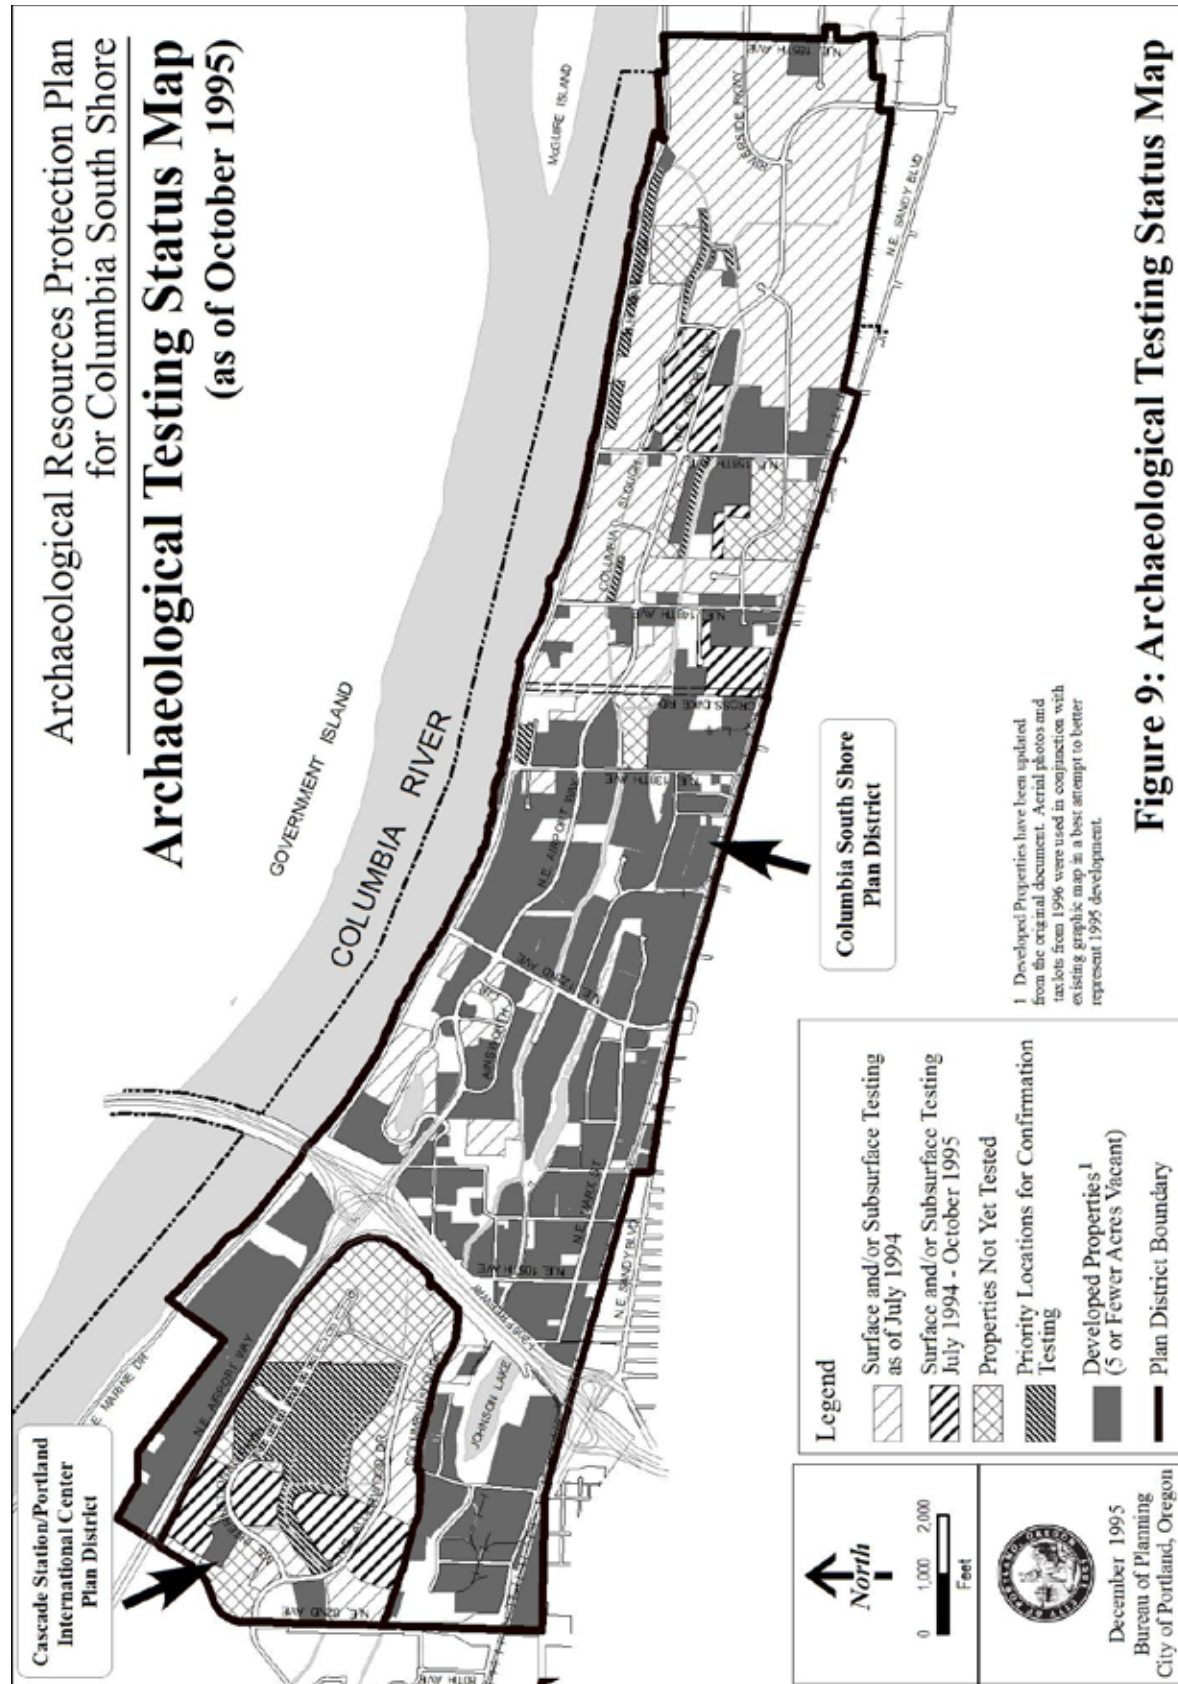 Archaeological Resources Protection Plan
for Columbia South Shore
Archaeological Testing Status Map
(as of October 1995)
McGUIRE ISLAND
GOVERNMENT ISLAND
COLUMBIA RIVER
Cascade Station/Portland
International Center
Plan District
Columbia South Shore
Plan District
N.E. AIRPORT WAY
N.E. 82ND AVE
JOHNSON LAKE
N.E. 105TH AVE
N.E. MARX ST
N.E. SANDY BLVD
AINSWORTH
CIR
N.E. 122ND AVE
N.E. AIRPORT WAY
N.E. 138TH AVE
CROSS DIKE RD
N.E. 148TH AVE
COLUMBIA SLOUGH
N.E. 158TH AVE
RIVERSIDE PKWY
N.E. 185TH AVE
N.E. SANDY BLVD
North
0 1,000 2,000
Feet
December 1995
Bureau of Planning
City of Portland, Oregon
Legend
Surface and/or Subsurface Testing
as of July 1994
Surface and/or Subsurface Testing
July 1994 - October 1995
Properties Not Yet Tested
Priority Locations for Confirmation
Testing
Developed Properties¹
(5 or Fewer Acres Vacant)
Plan District Boundary
1 Developed Properties have been updated
from the original document. Aerial photos and
taxlots from 1996 were used in conjunction with
existing graphic map in a best attempt to better
represent 1995 development.
Figure 9: Archaeological Testing Status Map